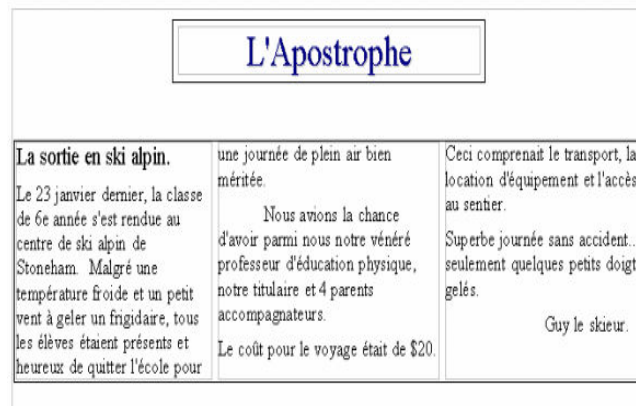 L'Apostrophe
La sortie en ski alpin.
Le 23 janvier dernier, la classe
de 6e année s'est rendue au
centre de ski alpin de
Stoneham. Malgré une
température froide et un petit
vent à geler un frigidaire, tous
les élèves étaient présents et
heureux de quitter l'école pour
une journée de plein air bien
méritée.
Nous avions la chance
d'avoir parmi nous notre vénéré
professeur d'éducation physique,
notre titulaire et 4 parents
accompagnateurs.
Le coût pour le voyage était de $20.
Ceci comprenait le transport, la
location d'équipement et l'accès
au sentier.
Superbe journée sans accident...
seulement quelques petits doigt
gelés.
Guy le skieur.